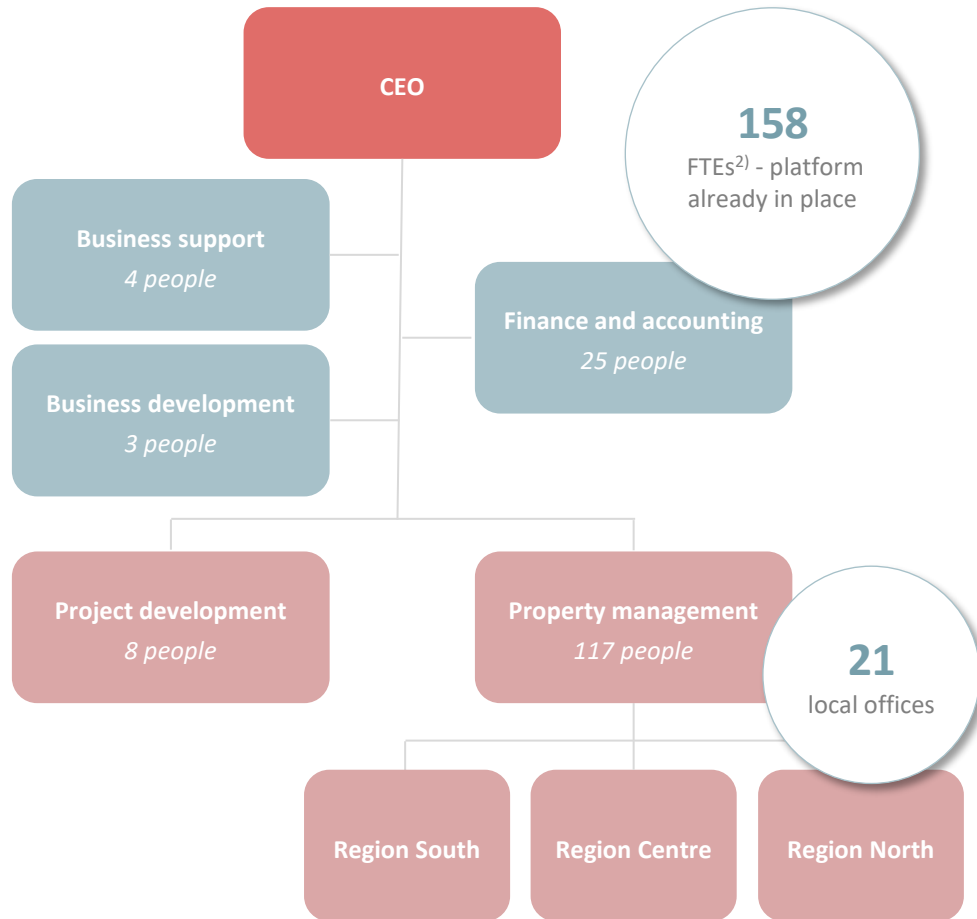 CEO
158
FTEs2) - platform
already in place
Business support
4 people
Finance and accounting
25 people
Business development
3 people
Project development
8 people
Property management
117 people
21
local offices
Region South
Region Centre
Region North